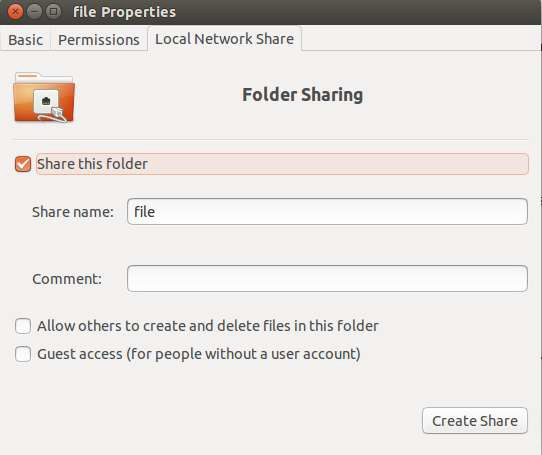 file Properties
Basic Permissions Local Network Share
Folder Sharing
Share this folder
Share name: file
Comment:
Allow others to create and delete files in this folder
Guest access (for people without a user account)
Create Share